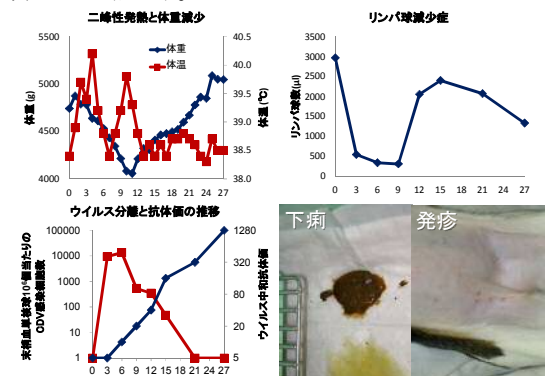 二峰性発熱と体重減少
リンパ球減少症
5500
5000
4500
4000
体重 (g)
体重
体温
40.5
40.0
39.5
39.0
38.5
38.0
体温 (℃)
0 3 6 9 12 15 18 21 24 27
3500
3000
2500
2000
1500
1000
500
0
リンパ球数(μl)
0 3 6 9 12 15 18 21 24 27
ウイルス分離と抗体価の推移
100000
10000
1000
100
10
1
末梢血単核球10⁶個当たりの
CDV感染細胞数
1280
320
80
20
5
ウイルス中和抗体価
0 3 6 9 12 15 18 21 24 27
下痢
発疹